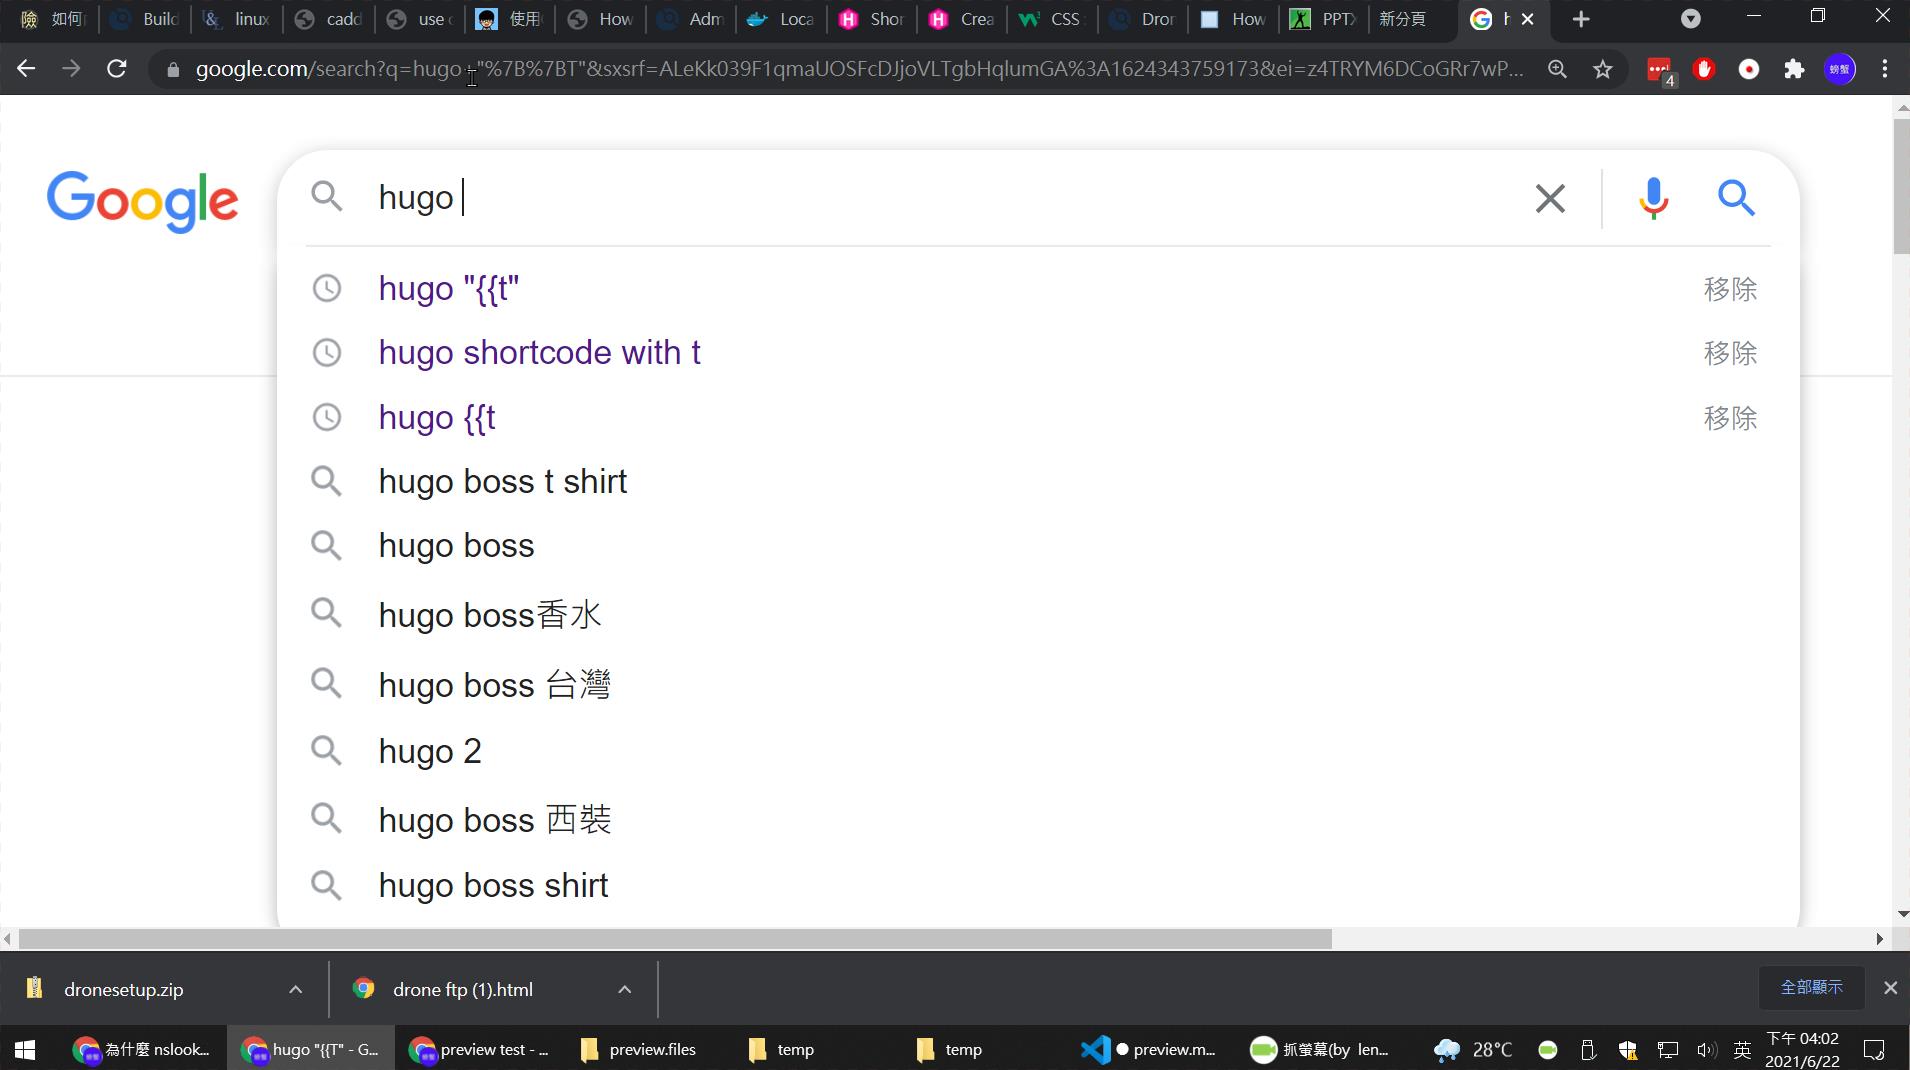 如何 Build linux cadd use c 使用 How Adm Loca Shor Crea CSS Dror How PPTX 新分頁 h
google.com/search?q=hugo+"%7B%7BT"&sxsrf=ALeKk039F1qmaUOSFcDJjoVLTgbHqlumGA%3A1624343759173&ei=z4TRYM6DCoGRr7wP... 4 螃蟹
Google hugo
hugo "{{t" 移除
hugo shortcode with t 移除
hugo {{t 移除
hugo boss t shirt
hugo boss
hugo boss香水
hugo boss 台灣
hugo 2
hugo boss 西裝
hugo boss shirt
dronesetup.zip drone ftp (1).html 全部顯示
為什麼 nslook... hugo "{{T" - G... preview test - ... preview.files temp temp preview.m... 抓螢幕(by len... 28°C 英 下午 04:02
2021/6/22